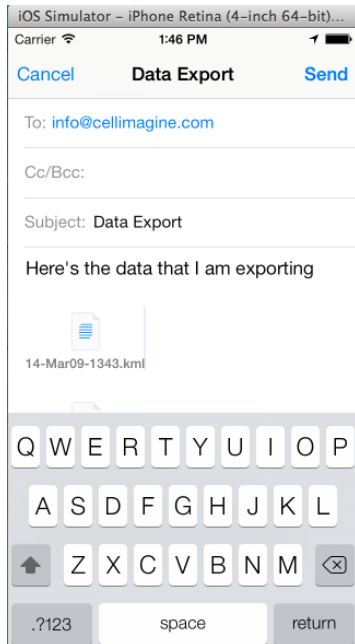 iOS Simulator – iPhone Retina (4-inch 64-bit)...
Carrier 1:46 PM
Cancel Data Export Send
To: info@cellimagine.com
Cc/Bcc:
Subject: Data Export
Here's the data that I am exporting
14-Mar09-1343.kml
Q W E R T Y U I O P
A S D F G H J K L
Z X C V B N M
.?123 space return